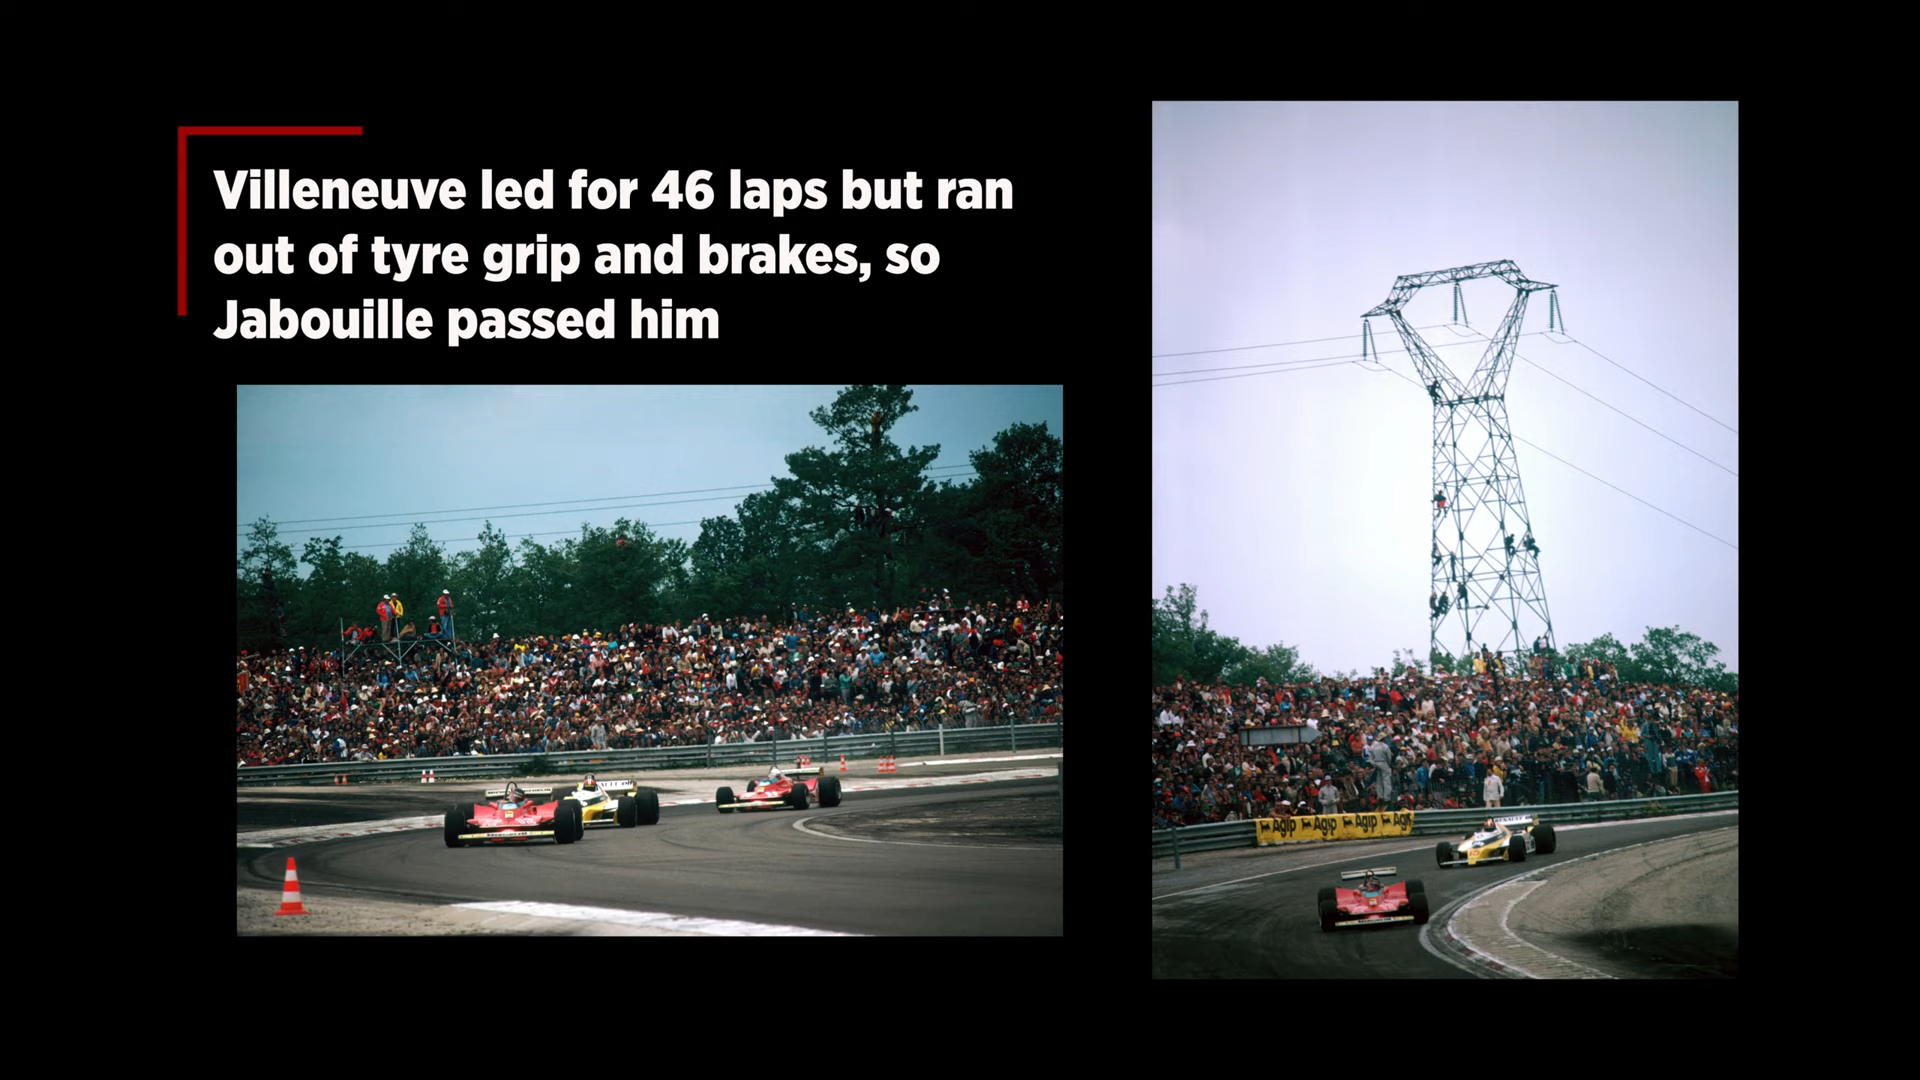 Villeneuve led for 46 laps but ran
out of tyre grip and brakes, so
Jabouille passed him
Agip Agip Agip Agip